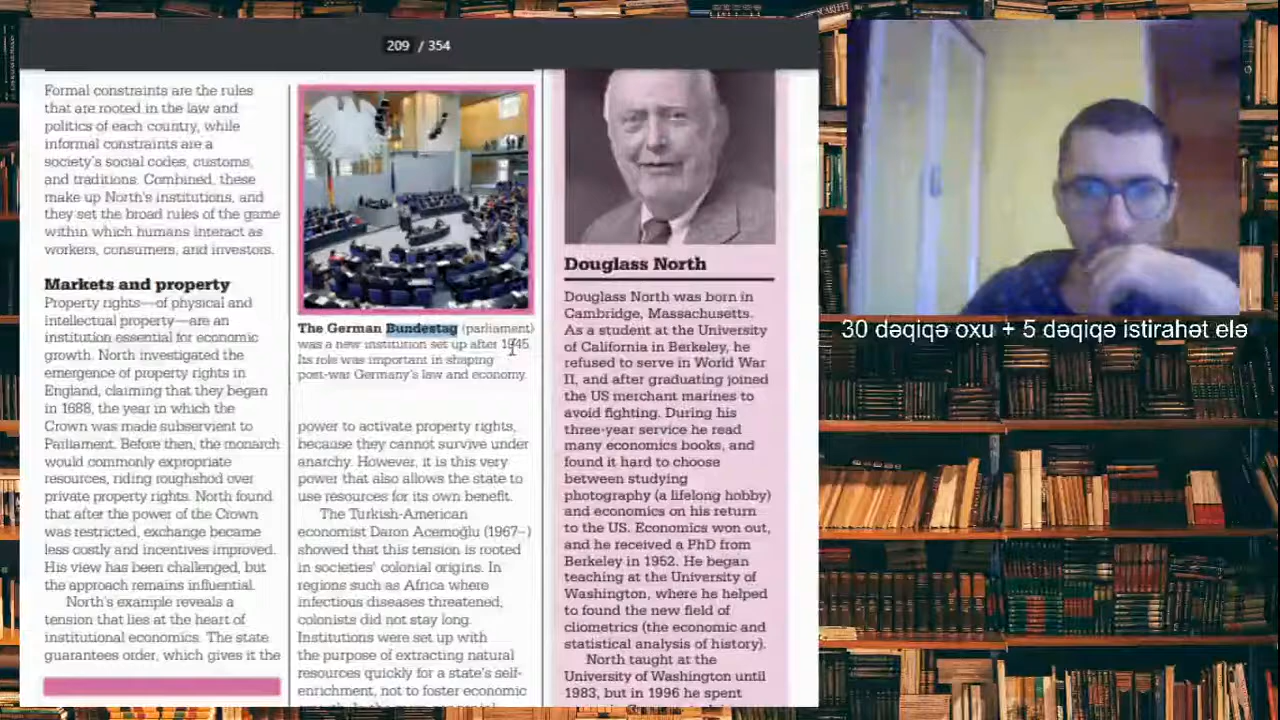 209 / 354
Formal constraints are the rules
that are rooted in the law and
politics of each country, while
informal constraints are a
society's social codes, customs,
and traditions. Combined, these
make up North's institutions, and
they set the broad rules of the game
within which humans interact as
workers, consumers, and investors.
Markets and property
Property rights—of physical and
intellectual property—are an
institution essential for economic
growth. North investigated the
emergence of property rights in
England, claiming that they began
in 1688, the year in which the
Crown was made subservient to
Parliament. Before then, the monarch
would commonly expropriate
resources, riding roughshod over
private property rights. North found
that after the power of the Crown
was restricted, exchange became
less costly and incentives improved.
His view has been challenged, but
the approach remains influential.
North's example reveals a
tension that lies at the heart of
institutional economics. The state
guarantees order, which gives it the
The German Bundestag (parliament)
was a new institution set up after 1945.
Its role was important in shaping
post-war Germany's law and economy.
power to activate property rights,
because they cannot survive under
anarchy. However, it is this very
power that also allows the state to
use resources for its own benefit.
The Turkish-American
economist Daron Acemoğlu (1967–)
showed that this tension is rooted
in societies' colonial origins. In
regions such as Africa where
infectious diseases threatened,
colonists did not stay long.
Institutions were set up with
the purpose of extracting natural
resources quickly for a state's self-
enrichment, not to foster economic
Douglass North
Douglass North was born in
Cambridge, Massachusetts.
As a student at the University
of California in Berkeley, he
refused to serve in World War
II, and after graduating joined
the US merchant marines to
avoid fighting. During his
three-year service he read
many economics books, and
found it hard to choose
between studying
photography (a lifelong hobby)
and economics on his return
to the US. Economics won out,
and he received a PhD from
Berkeley in 1952. He began
teaching at the University of
Washington, where he helped
to found the new field of
cliometrics (the economic and
statistical analysis of history).
North taught at the
University of Washington until
1983, but in 1996 he spent
30 dəqiqə oxu + 5 dəqiqə istirahət elə